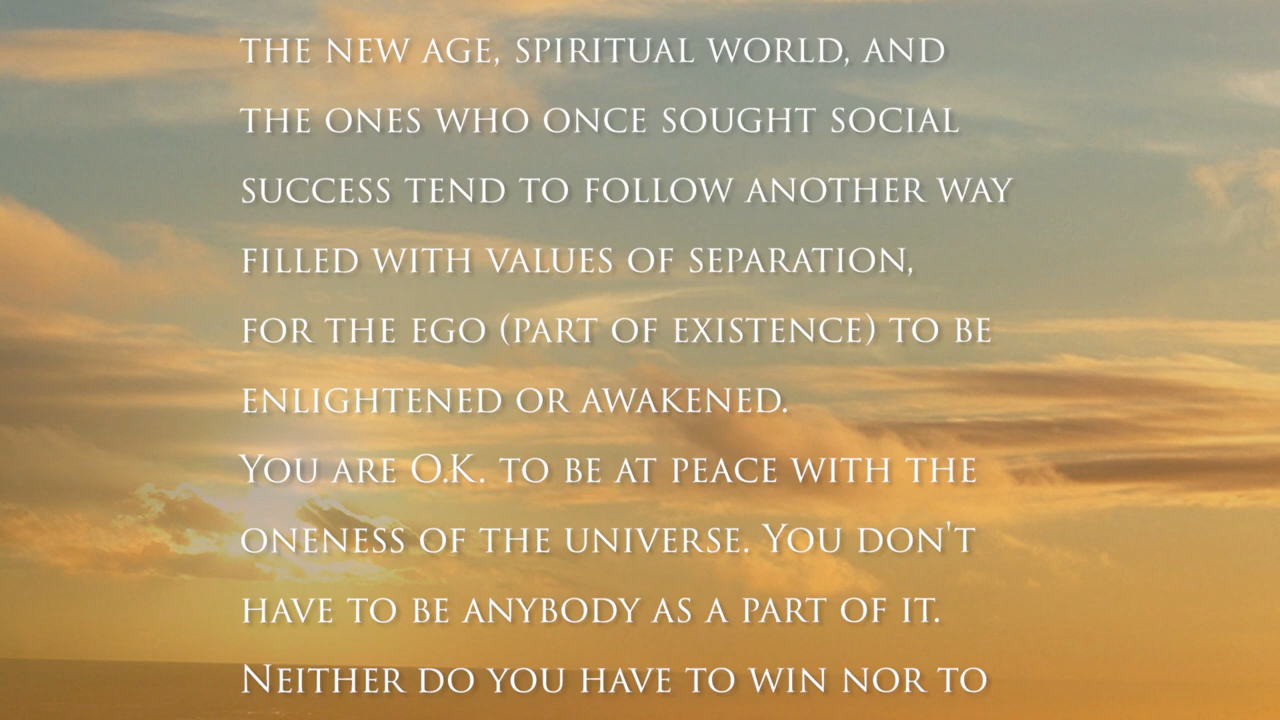 THE NEW AGE, SPIRITUAL WORLD, AND
THE ONES WHO ONCE SOUGHT SOCIAL
SUCCESS TEND TO FOLLOW ANOTHER WAY
FILLED WITH VALUES OF SEPARATION,
FOR THE EGO (PART OF EXISTENCE) TO BE
ENLIGHTENED OR AWAKENED.
YOU ARE O.K. TO BE AT PEACE WITH THE
ONENESS OF THE UNIVERSE. YOU DON'T
HAVE TO BE ANYBODY AS A PART OF IT.
NEITHER DO YOU HAVE TO WIN NOR TO